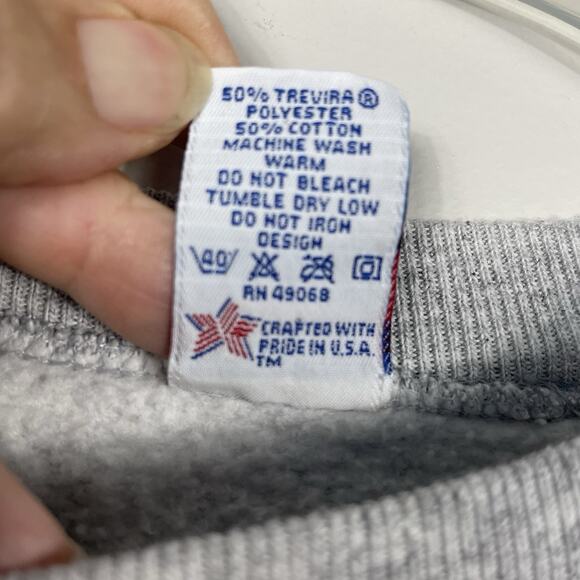 50% TREVIRA®
POLYESTER
50% COTTON
MACHINE WASH
WARM
DO NOT BLEACH
TUMBLE DRY LOW
DO NOT IRON
DESIGN
40
RN 49068
CRAFTED WITH
PRIDE IN U.S.A.
TM